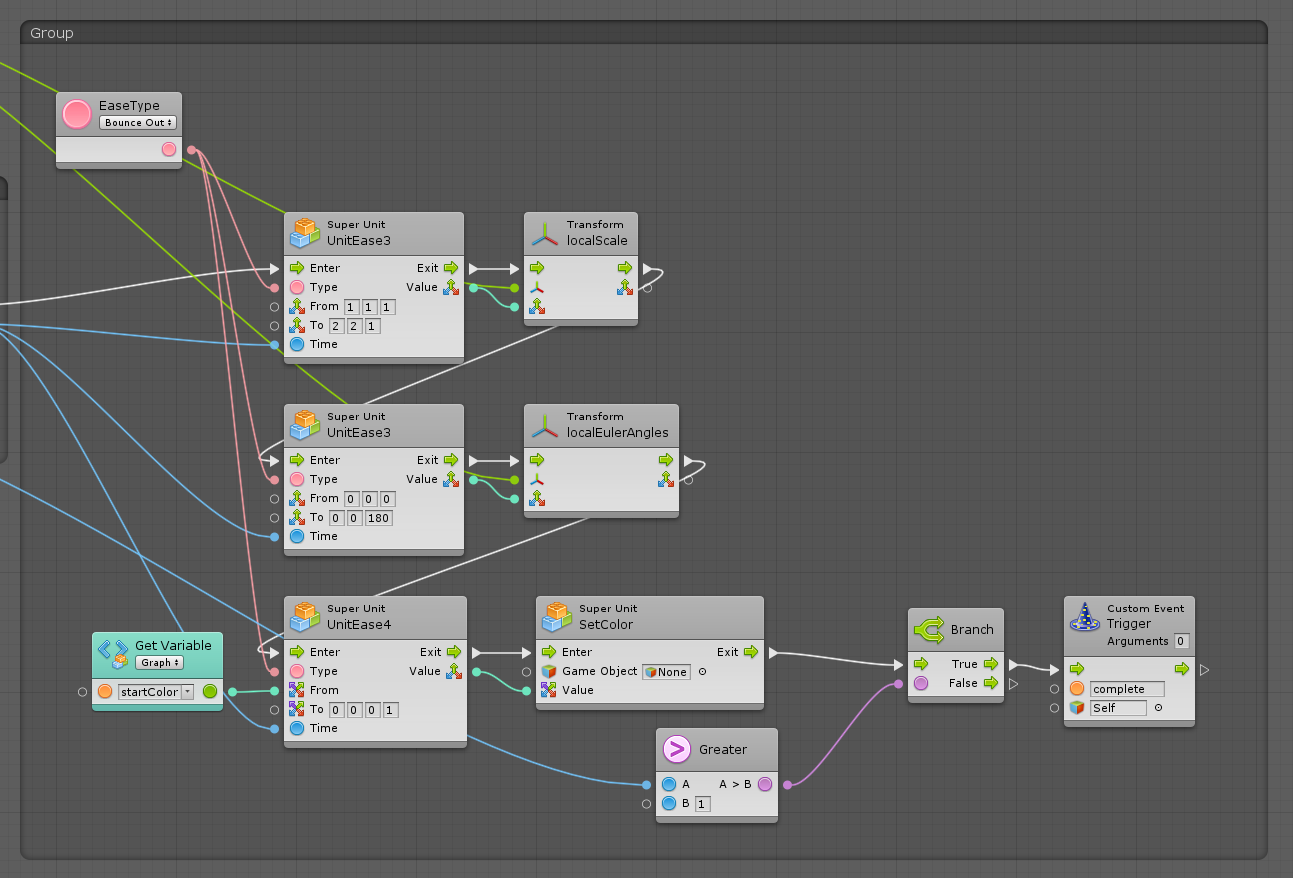 Group
EaseType
Bounce Out
Super Unit
UnitEase3
Enter Exit
Type Value
From 1 1 1
To 2 2 1
Time
Transform
localScale
Super Unit
UnitEase3
Enter Exit
Type Value
From 0 0 0
To 0 0 180
Time
Transform
localEulerAngles
Get Variable
Graph
startColor
Super Unit
UnitEase4
Enter Exit
Type Value
From
To 0 0 0 1
Time
Super Unit
SetColor
Enter Exit
Game Object None
Value
Greater
A A > B
B 1
Branch
True
False
Custom Event
Trigger
Arguments 0
complete
Self